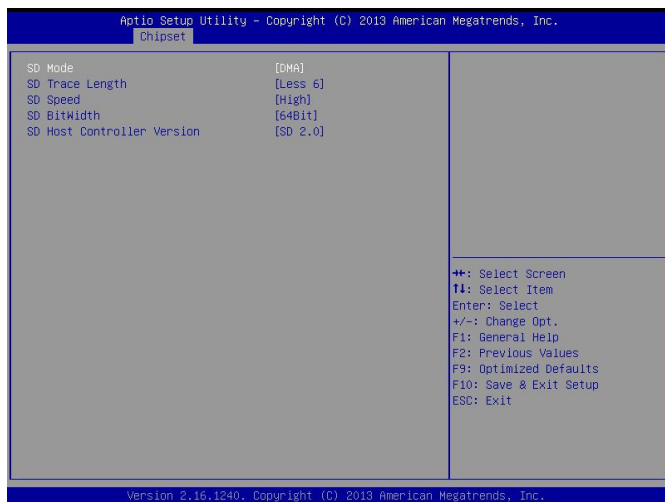 Aptio Setup Utility – Copyright (C) 2013 American Megatrends, Inc.
Chipset
SD Mode [DMA]
SD Trace Length [Less 6]
SD Speed [High]
SD BitWidth [64Bit]
SD Host Controller Version [SD 2.0]
→←: Select Screen
↑↓: Select Item
Enter: Select
+/-: Change Opt.
F1: General Help
F2: Previous Values
F9: Optimized Defaults
F10: Save & Exit Setup
ESC: Exit
Version 2.16.1240. Copyright (C) 2013 American Megatrends, Inc.